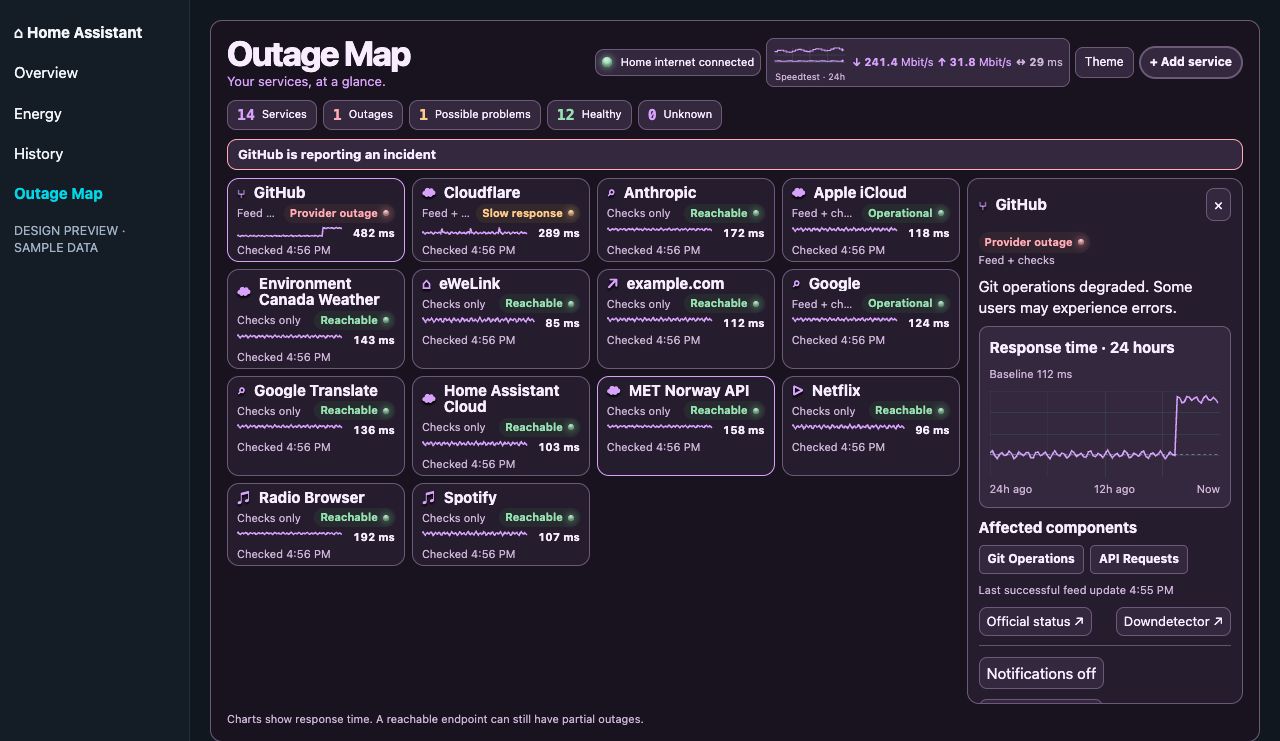 Home Assistant
Overview
Energy
History
Outage Map
DESIGN PREVIEW ·
SAMPLE DATA
Outage Map
Your services, at a glance.
Home internet connected
↓ 241.4 Mbit/s ↑ 31.8 Mbit/s ⇔ 29 ms
Speedtest · 24h
Theme
+ Add service
14 Services
1 Outages
1 Possible problems
12 Healthy
0 Unknown
GitHub is reporting an incident
GitHub
Feed ... Provider outage
482 ms
Checked 4:56 PM
Cloudflare
Feed + ... Slow response
289 ms
Checked 4:56 PM
Anthropic
Checks only Reachable
172 ms
Checked 4:56 PM
Apple iCloud
Feed + ch... Operational
118 ms
Checked 4:56 PM
Environment
Canada Weather
Checks only Reachable
143 ms
Checked 4:56 PM
eWeLink
Checks only Reachable
85 ms
Checked 4:56 PM
example.com
Checks only Reachable
112 ms
Checked 4:56 PM
Google
Feed + ch... Operational
124 ms
Checked 4:56 PM
Google Translate
Checks only Reachable
136 ms
Checked 4:56 PM
Home Assistant
Cloud
Checks only Reachable
103 ms
Checked 4:56 PM
MET Norway API
Checks only Reachable
158 ms
Checked 4:56 PM
Netflix
Checks only Reachable
96 ms
Checked 4:56 PM
Radio Browser
Checks only Reachable
192 ms
Checked 4:56 PM
Spotify
Checks only Reachable
107 ms
Checked 4:56 PM
GitHub
×
Provider outage
Feed + checks
Git operations degraded. Some
users may experience errors.
Response time · 24 hours
Baseline 112 ms
24h ago 12h ago Now
Affected components
Git Operations API Requests
Last successful feed update 4:55 PM
Official status ↗ Downdetector ↗
Notifications off
Charts show response time. A reachable endpoint can still have partial outages.